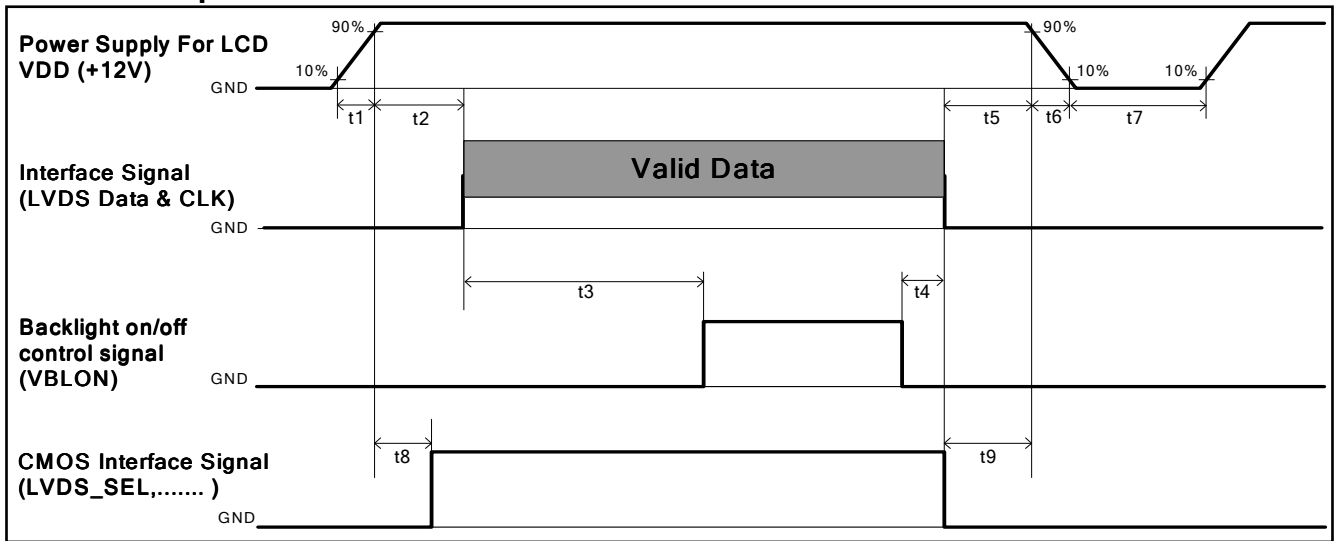 90%
90%
Power Supply For LCD
VDD (+12V)
10%
10%
10%
GND
t1
t2
t5
t6
t7
Valid Data
Interface Signal
(LVDS Data & CLK)
GND
t3
t4
Backlight on/off
control signal
(VBLON)
GND
t8
t9
CMOS Interface Signal
(LVDS_SEL,....... )
GND